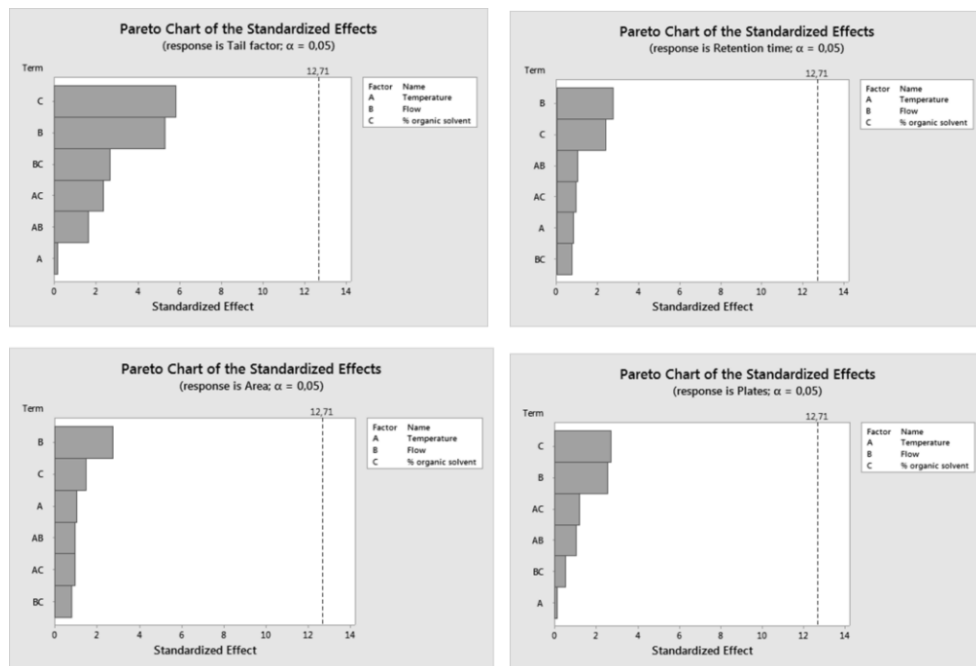 Pareto Chart of the Standardized Effects
(response is Tail factor; α = 0,05)
Term
12,71
C
B
BC
AC
AB
A
0 2 4 6 8 10 12 14
Standardized Effect
Factor Name
A Temperature
B Flow
C % organic solvent
Pareto Chart of the Standardized Effects
(response is Retention time; α = 0,05)
Term
12,71
B
C
AB
AC
A
BC
0 2 4 6 8 10 12 14
Standardized Effect
Factor Name
A Temperature
B Flow
C % organic solvent
Pareto Chart of the Standardized Effects
(response is Area; α = 0,05)
Term
12,71
B
C
A
AB
AC
BC
0 2 4 6 8 10 12 14
Standardized Effect
Factor Name
A Temperature
B Flow
C % organic solvent
Pareto Chart of the Standardized Effects
(response is Plates; α = 0,05)
Term
12,71
C
B
AC
AB
BC
A
0 2 4 6 8 10 12 14
Standardized Effect
Factor Name
A Temperature
B Flow
C % organic solvent